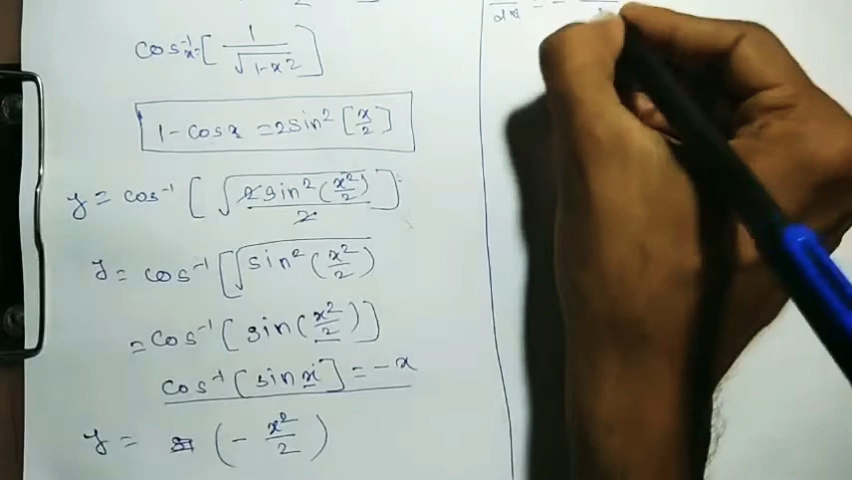 cos⁻¹x=[ 1/√(1-x²) ]
1-cosx =2sin² [x/2]
y = cos⁻¹ [ √(2sin²(x²/2)/2) ]
y = cos⁻¹ [√sin² (x²/2)
= cos⁻¹ ( sin (x²/2) ]
cos⁻¹ (sin x ] = -x
y = (- x²/2)